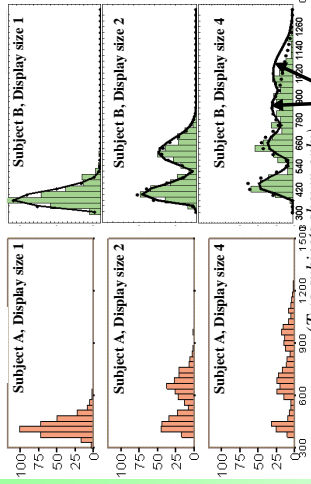 Subject A, Display size 1
100
75
50
25
0
Subject B, Display size 1
Subject A, Display size 2
100
75
50
25
0
Subject B, Display size 2
Subject A, Display size 4
100
75
50
25
0
Subject B, Display size 4
300 600 900 1200 1500
300 420 540 660 780 900 1020 1140 1260